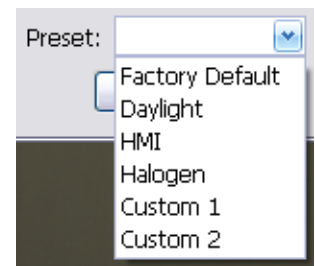 Preset:
Factory Default
Daylight
HMI
Halogen
Custom 1
Custom 2